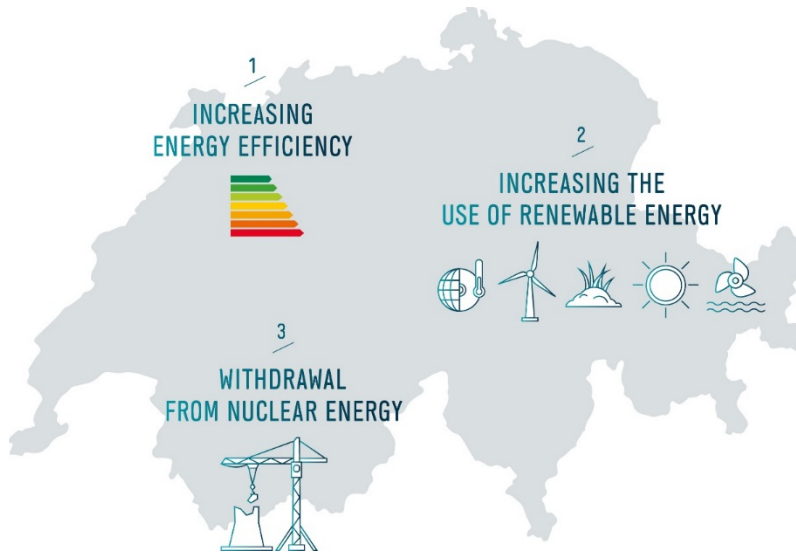 1
INCREASING
ENERGY EFFICIENCY
2
INCREASING THE
USE OF RENEWABLE ENERGY
3
WITHDRAWAL
FROM NUCLEAR ENERGY